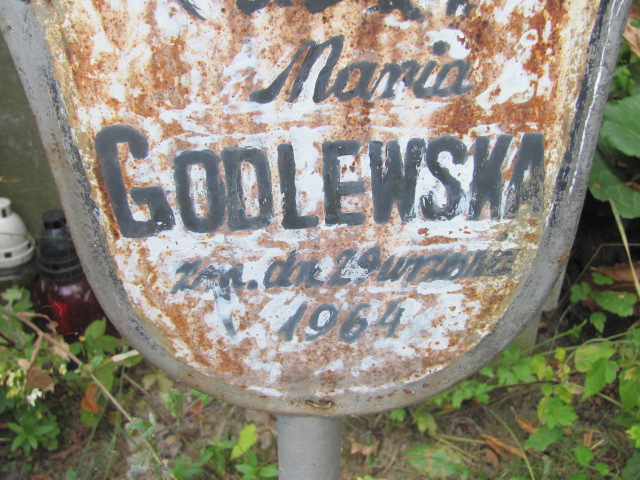 Maria
GODLEWSKA
zm. dn. 29 września
1964